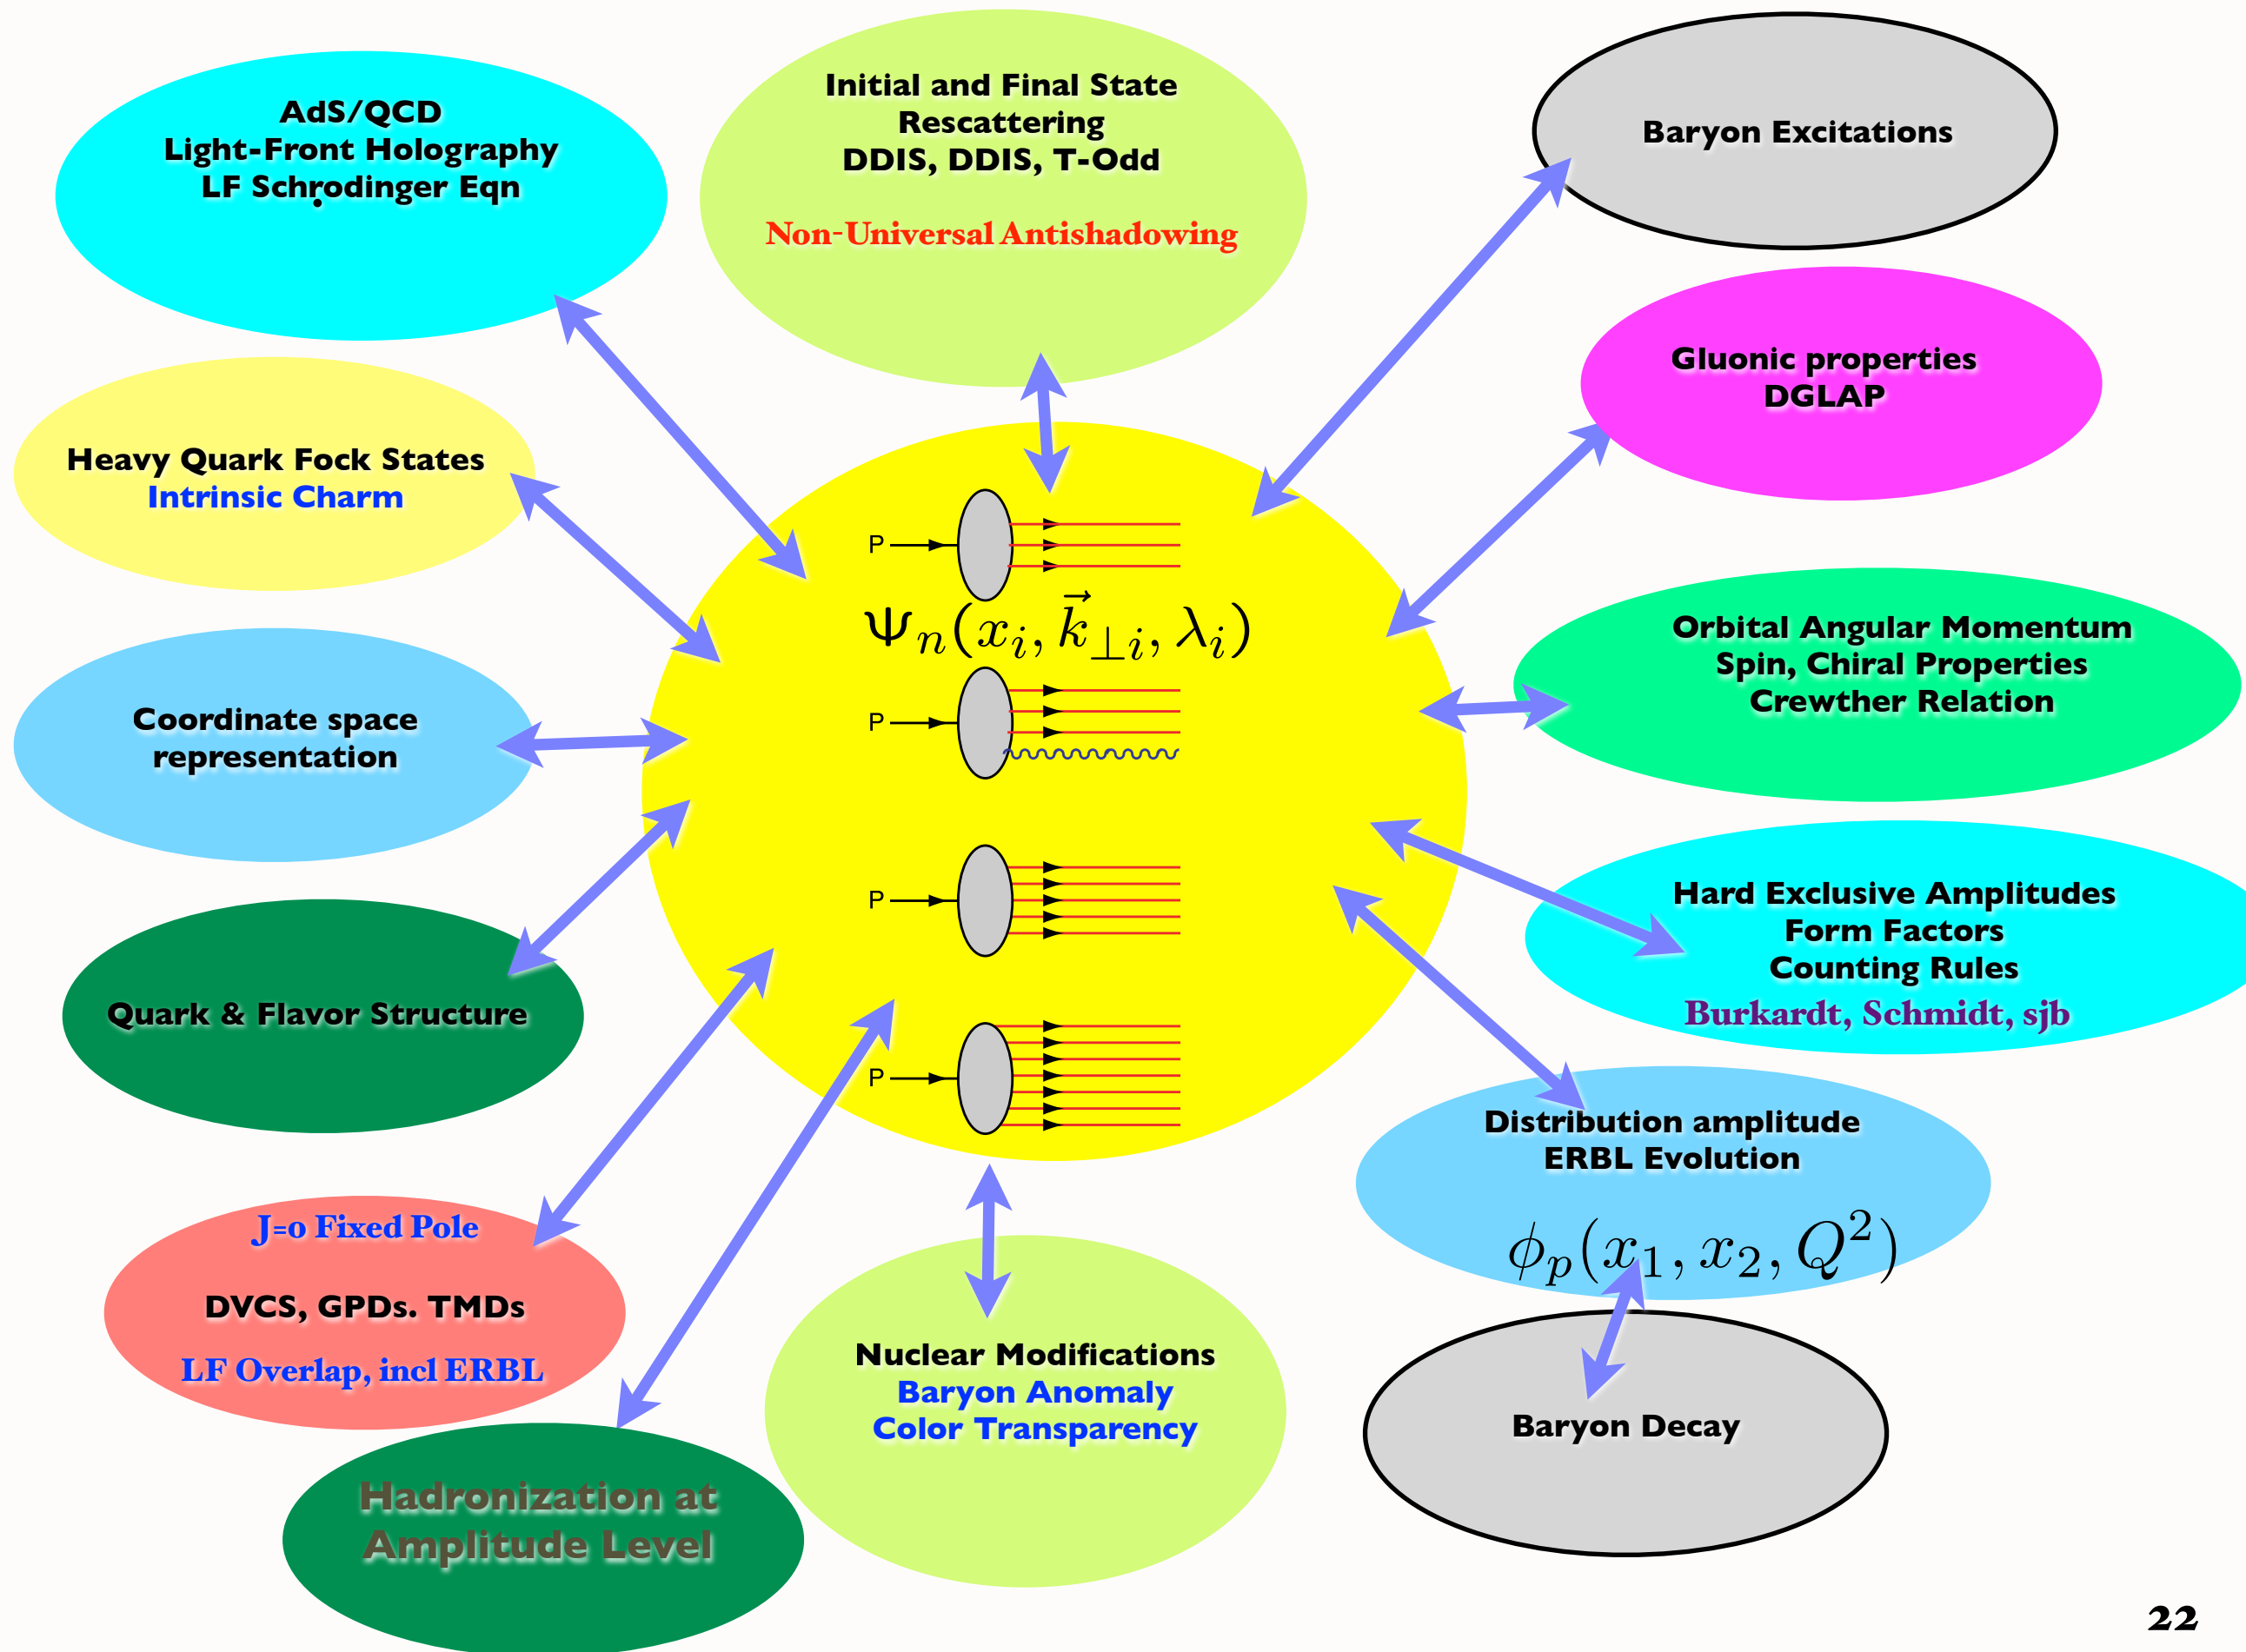 AdS/QCD
Light-Front Holography
LF Schrodinger Eqn
Initial and Final State
Rescattering
DDIS, DDIS, T-Odd
Non-Universal Antishadowing
Baryon Excitations
Gluonic properties
DGLAP
Heavy Quark Fock States
Intrinsic Charm
P
Ψn(xi, k⃗⊥i, λi)
P
P
P
Orbital Angular Momentum
Spin, Chiral Properties
Crewther Relation
Coordinate space
representation
Hard Exclusive Amplitudes
Form Factors
Counting Rules
Burkardt, Schmidt, sjb
Quark & Flavor Structure
Distribution amplitude
ERBL Evolution
ϕp(x1, x2, Q²)
J=0 Fixed Pole
DVCS, GPDs. TMDs
LF Overlap, incl ERBL
Nuclear Modifications
Baryon Anomaly
Color Transparency
Baryon Decay
Hadronization at
Amplitude Level
22